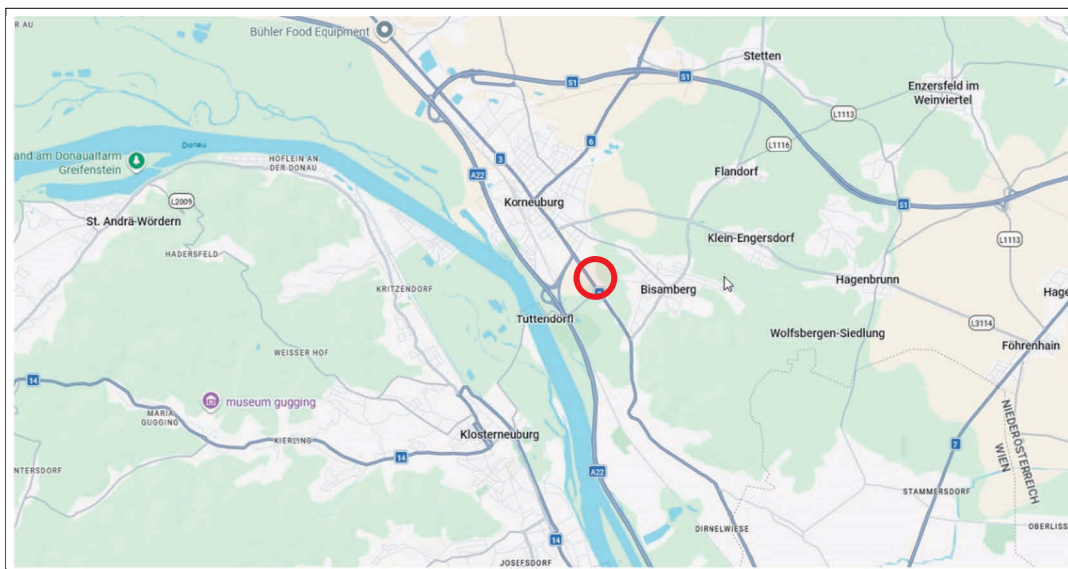 R AU
Bühler Food Equipment
Stetten
S1
S1
Enzersfeld im
Weinviertel
L1113
Donau
6
L1116
and am Donaualtarm
Greifenstein
HÖFLEIN AN
DER DONAU
3
A22
Flandorf
L2009
Korneuburg
S1
St. Andrä-Wördern
Klein-Engersdorf
L1113
HADERSFELD
Hagenbrunn
KRITZENDORF
Bisamberg
Hage
Tuttendörfl
L3114
Wolfsbergen-Siedlung
Föhrenhain
WEISSER HOF
14
museum gugging
MARIA
GUGGING
KIERLING
Klosterneuburg
14
7
NIEDERÖSTERREICH
WIEN
NTERSDORF
A22
STAMMERSDORF
DIRNELWIESE
OBERLISS
14
JOSEFSDORF